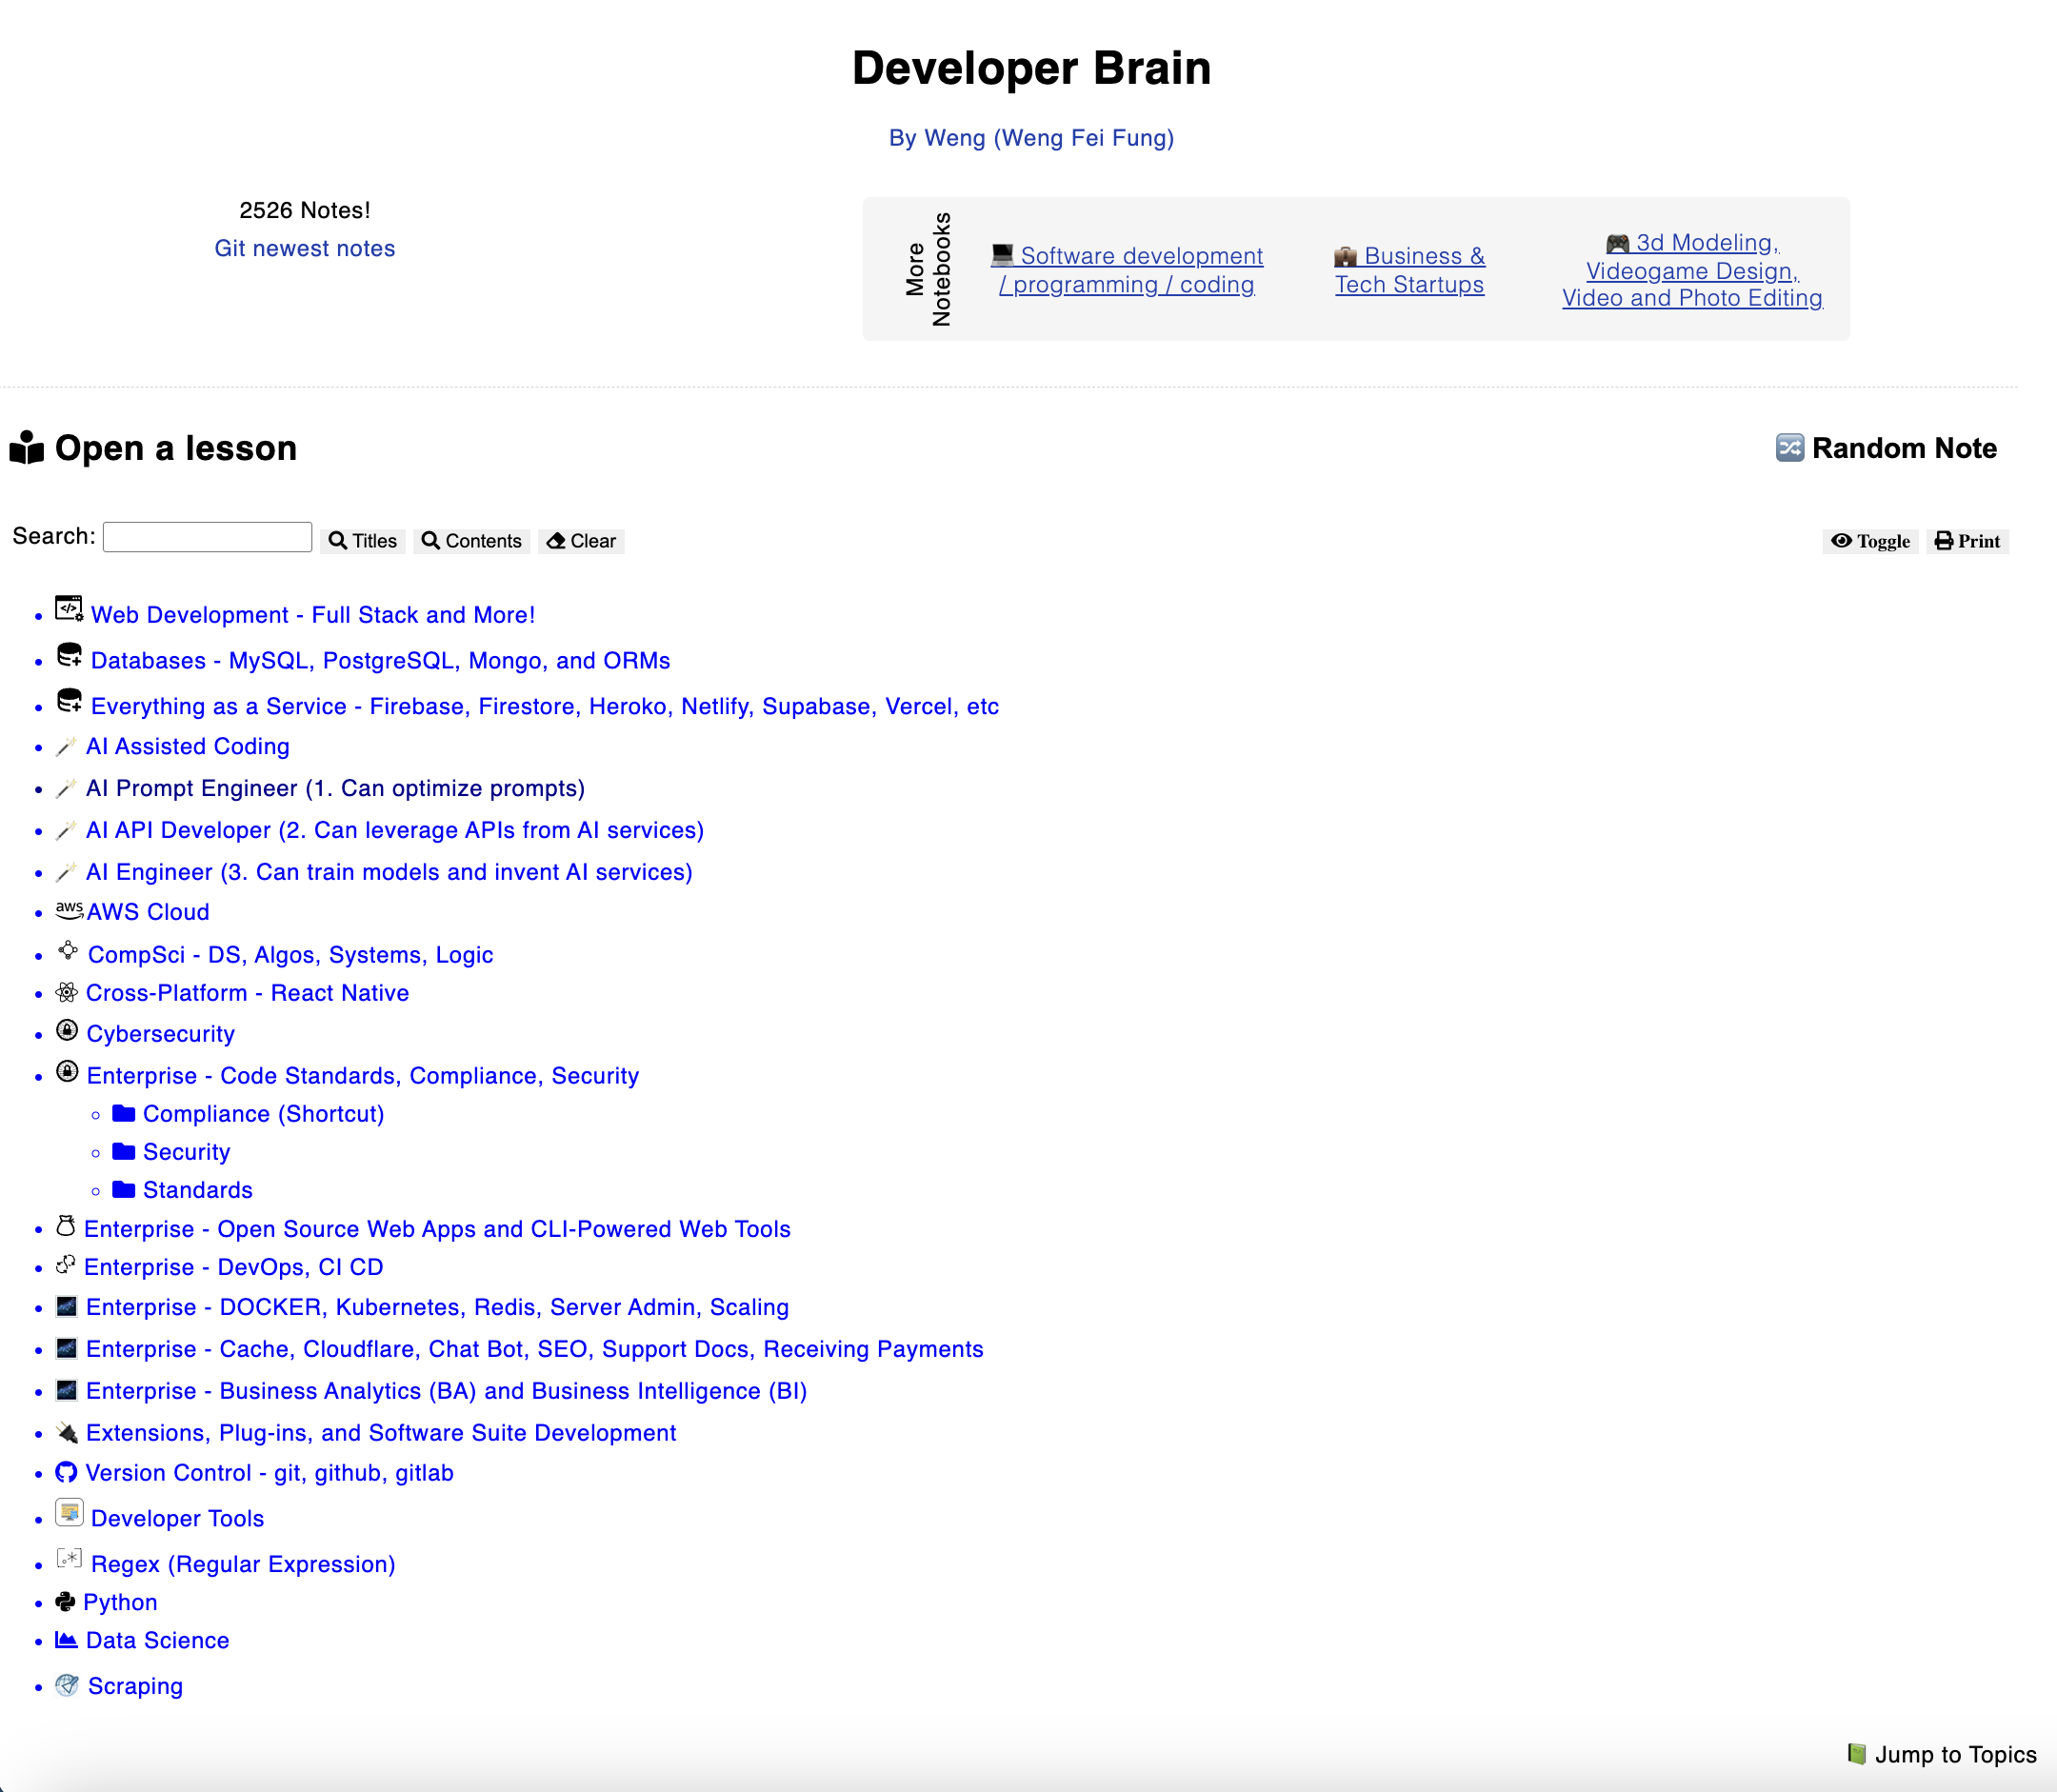 Developer Brain
By Weng (Weng Fei Fung)
2526 Notes!
Git newest notes
More
Notebooks
Software development
/ programming / coding
Business &
Tech Startups
3d Modeling,
Videogame Design,
Video and Photo Editing
Open a lesson
Random Note
Search:
Titles
Contents
Clear
Toggle
Print
Web Development - Full Stack and More!
Databases - MySQL, PostgreSQL, Mongo, and ORMs
Everything as a Service - Firebase, Firestore, Heroko, Netlify, Supabase, Vercel, etc
AI Assisted Coding
AI Prompt Engineer (1. Can optimize prompts)
AI API Developer (2. Can leverage APIs from AI services)
AI Engineer (3. Can train models and invent AI services)
aws AWS Cloud
CompSci - DS, Algos, Systems, Logic
Cross-Platform - React Native
Cybersecurity
Enterprise - Code Standards, Compliance, Security
Compliance (Shortcut)
Security
Standards
Enterprise - Open Source Web Apps and CLI-Powered Web Tools
Enterprise - DevOps, CI CD
Enterprise - DOCKER, Kubernetes, Redis, Server Admin, Scaling
Enterprise - Cache, Cloudflare, Chat Bot, SEO, Support Docs, Receiving Payments
Enterprise - Business Analytics (BA) and Business Intelligence (BI)
Extensions, Plug-ins, and Software Suite Development
Version Control - git, github, gitlab
Developer Tools
Regex (Regular Expression)
Python
Data Science
Scraping
Jump to Topics